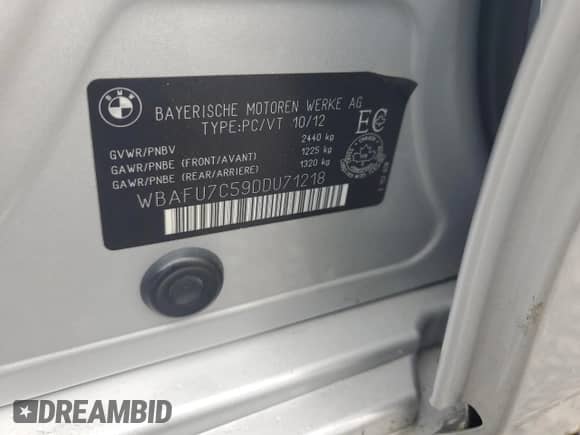 BMW
BAYERISCHE MOTOREN WERKE AG
TYPE:PC/VT 10/12
EC
GVWR/PNBV 2440 kg
GAWR/PNBE (FRONT/AVANT) 1225 kg
GAWR/PNBE (REAR/ARRIERE) 1320 kg
WBAFU7C59DDU71218
DREAMBID